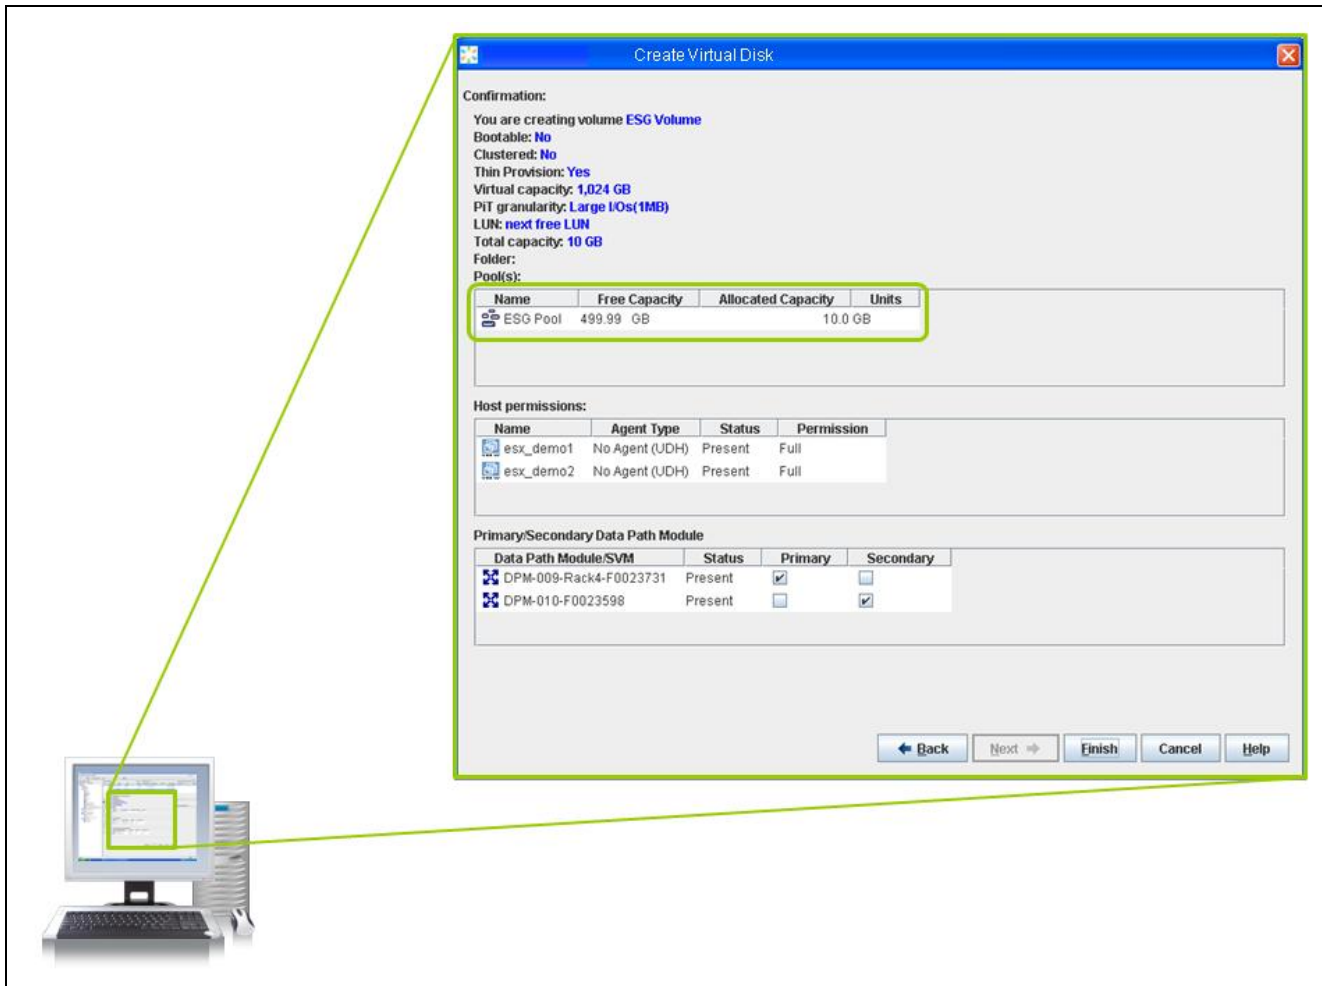 Create Virtual Disk
Confirmation:
You are creating volume ESG Volume
Bootable: No
Clustered: No
Thin Provision: Yes
Virtual capacity: 1,024 GB
PiT granularity: Large I/Os(1MB)
LUN: next free LUN
Total capacity: 10 GB
Folder:
Pool(s):
Name Free Capacity Allocated Capacity Units
ESG Pool 499.99 GB 10.0 GB
Host permissions:
Name Agent Type Status Permission
esx_demo1 No Agent (UDH) Present Full
esx_demo2 No Agent (UDH) Present Full
Primary/Secondary Data Path Module
Data Path Module/SVM Status Primary Secondary
DPM-009-Rack4-F0023731 Present
DPM-010-F0023598 Present
Back Next Finish Cancel Help